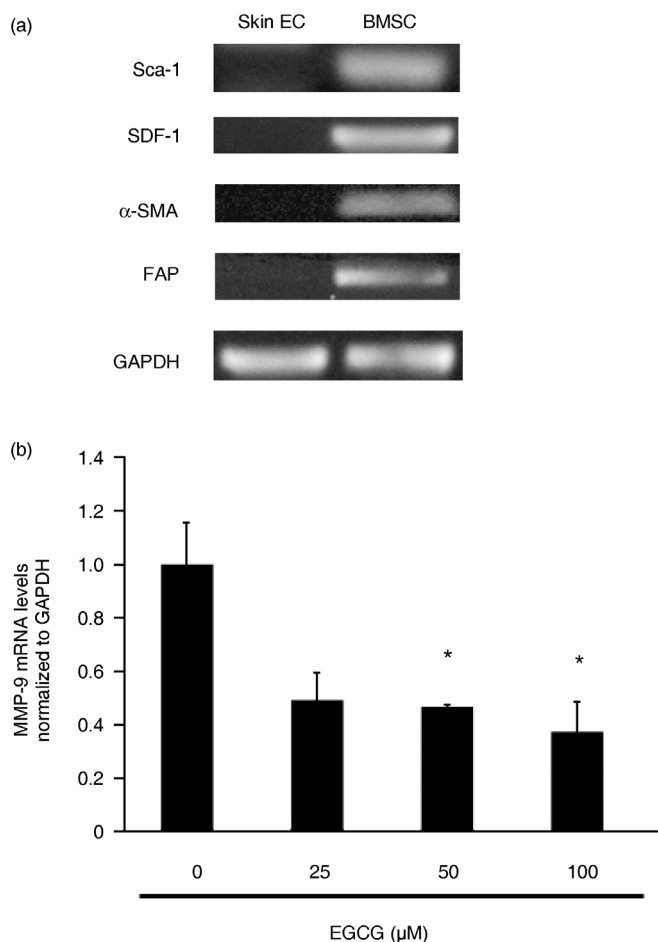 (a)
Skin EC BMSC
Sca-1
SDF-1
α-SMA
FAP
GAPDH
(b)
MMP-9 mRNA levels
normalized to GAPDH
1.4
1.2
1.0
0.8
0.6
0.4
0.2
0
* *
0 25 50 100
EGCG (µM)